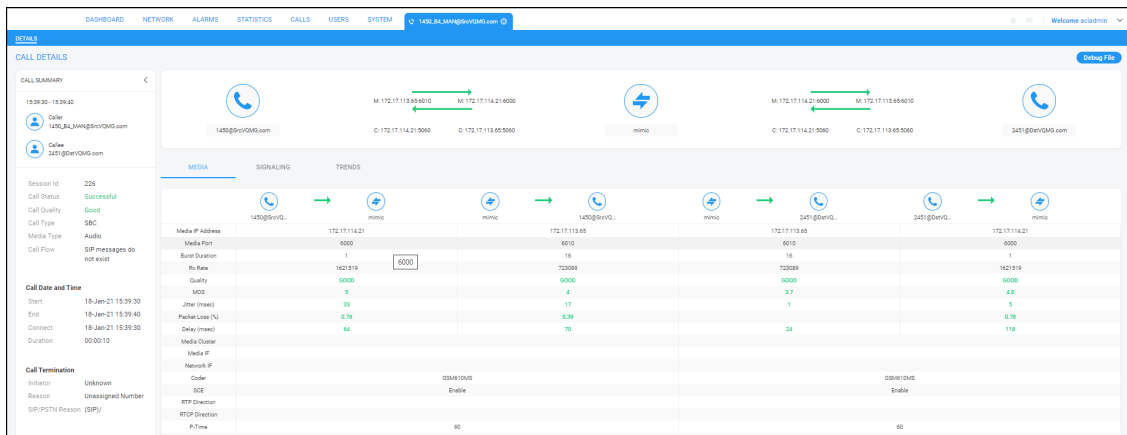 DASHBOARD NETWORK ALARMS STATISTICS CALLS USERS SYSTEM 1450_B4_MAN@SrcVQMG.com Welcome acladmin
DETAILS
CALL DETAILS Debug File
CALL SUMMARY
15:39:30 - 15:39:40
Caller
1450_B4_MAN@SrcVQMG.com
Callee
2451@DstVQMG.com
Session Id 226
Call Status Successful
Call Quality Good
Call Type SBC
Media Type Audio
Call Flow SIP messages do
not exist
Call Date and Time
Start 18-Jan-21 15:39:30
End 18-Jan-21 15:39:40
Connect 18-Jan-21 15:39:30
Duration 00:00:10
Call Termination
Initiator Unknown
Reason Unassigned Number
SIP/PSTN Reason (SIP)/
M: 172.17.113.65:6010 M: 172.17.114.21:6000 M: 172.17.114.21:6000 M: 172.17.113.65:6010
1450@SrcVQMG.com C: 172.17.114.21:5060 C: 172.17.113.65:5060 mimic C: 172.17.114.21:5060 C: 172.17.113.65:5060 2451@DstVQMG.com
MEDIA SIGNALING TRENDS
1450@SrcVQ... mimic mimic 1450@SrcVQ... mimic 2451@DstVQ... 2451@DstVQ... mimic
Media IP Address 172.17.114.21 172.17.113.65 172.17.113.65 172.17.114.21
Media Port 6000 6010 6010 6000
Burst Duration 1 16 16 1
6000
Rx Rate 1621519 723089 723089 1621519
Quality GOOD GOOD GOOD GOOD
MOS 5 4 3.7 4.8
Jitter (msec) 33 17 1 5
Packet Loss (%) 0.78 0.39 0.78
Delay (msec) 64 70 24 118
Media Cluster
Media IF
Network IF
Coder GSM610MS GSM610MS
SCE Enable Enable
RTP Direction
RTCP Direction
P-Time 60 60